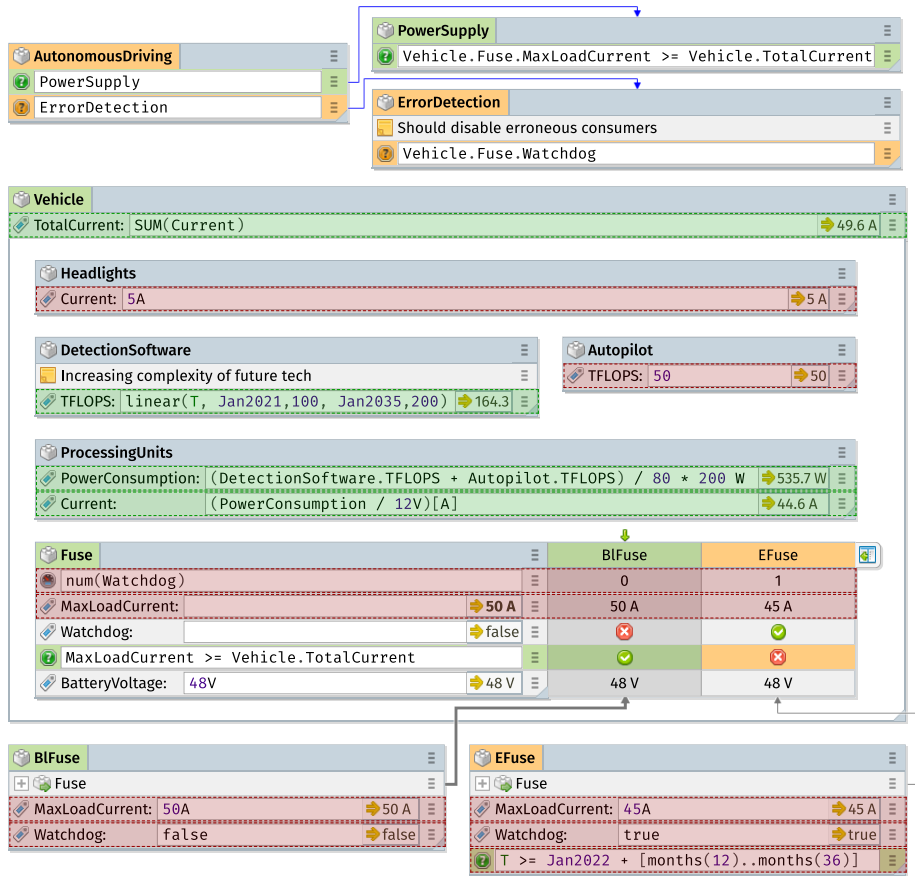 AutonomousDriving
PowerSupply
ErrorDetection
PowerSupply
Vehicle.Fuse.MaxLoadCurrent >= Vehicle.TotalCurrent
ErrorDetection
Should disable erroneous consumers
Vehicle.Fuse.Watchdog
Vehicle
TotalCurrent: SUM(Current) 49.6 A
Headlights
Current: 5A 5 A
DetectionSoftware
Increasing complexity of future tech
TFLOPS: linear(T, Jan2021,100, Jan2035,200) 164.3
Autopilot
TFLOPS: 50 50
ProcessingUnits
PowerConsumption: (DetectionSoftware.TFLOPS + Autopilot.TFLOPS) / 80 * 200 W 535.7 W
Current: (PowerConsumption / 12V)[A] 44.6 A
Fuse BlFuse EFuse
num(Watchdog) 0 1
MaxLoadCurrent: 50 A 50 A 45 A
Watchdog: false
MaxLoadCurrent >= Vehicle.TotalCurrent
BatteryVoltage: 48V 48 V 48 V 48 V
BlFuse
Fuse
MaxLoadCurrent: 50A 50 A
Watchdog: false false
EFuse
Fuse
MaxLoadCurrent: 45A 45 A
Watchdog: true true
T >= Jan2022 + [months(12)..months(36)]